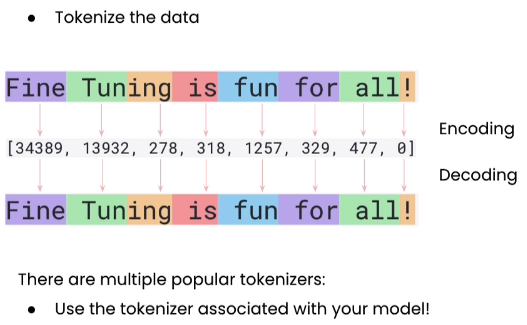 ● Tokenize the data
Fine Tuning is fun for all!
[34389, 13932, 278, 318, 1257, 329, 477, 0]
Encoding
Decoding
Fine Tuning is fun for all!
There are multiple popular tokenizers:
● Use the tokenizer associated with your model!